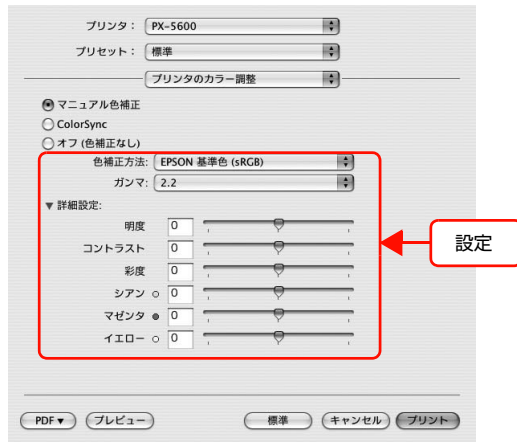 プリンタ： PX-5600
プリセット： 標準
プリンタのカラー調整
マニュアル色補正
ColorSync
オフ (色補正なし)
色補正方法: EPSON 基準色 (sRGB)
ガンマ: 2.2
▼ 詳細設定:
明度 0
コントラスト 0
彩度 0
シアン 0
マゼンタ 0
イエロー 0
設定
PDF▼ プレビュー 標準 キャンセル プリント